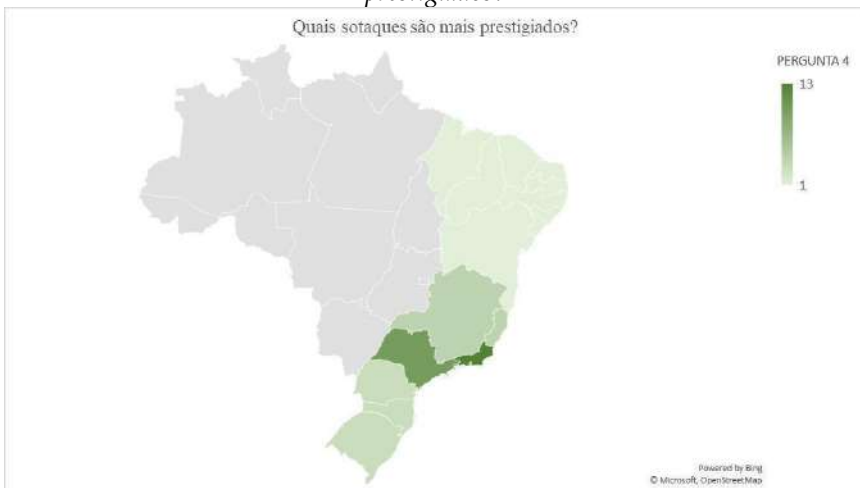 Quais sotaques são mais prestigiados?
PERGUNTA 4
13
1
Powered by Bing
© Microsoft, OpenStreetMap